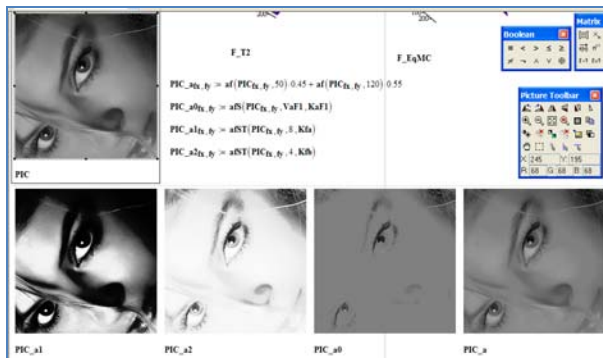 200
200
F_T2
F_EqMC
PIC_a fx,fy := af(PIC fx,fy ,50) 0.45 + af(PIC fx,fy ,120) 0.55
PIC_a0 fx,fy := afS(PIC fx,fy ,VaF1,KaF1)
PIC_a1 fx,fy := afST(PIC fx,fy ,8,Kfa)
PIC_a2 fx,fy := afST(PIC fx,fy ,4,Kfb)
PIC
Boolean
= < > ≤ ≥
≠ ¬ ∧ ∨ ⊕
Matrix
Picture Toolbar
X 245 Y 195
R 68 G 68 B 68
PIC_a1
PIC_a2
PIC_a0
PIC_a